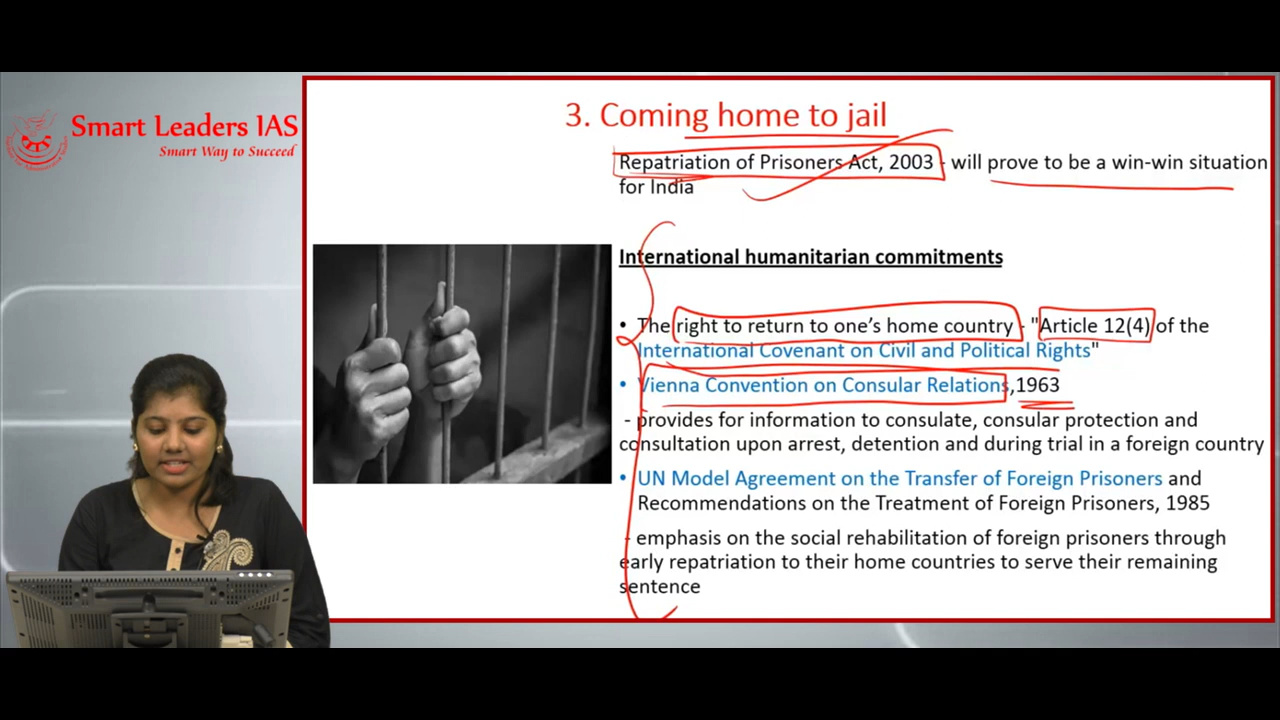 Smart Leaders IAS
Smart Way to Succeed
3. Coming home to jail
Repatriation of Prisoners Act, 2003 - will prove to be a win-win situation
for India
International humanitarian commitments
• The right to return to one’s home country - "Article 12(4) of the
International Covenant on Civil and Political Rights"
• Vienna Convention on Consular Relations,1963
- provides for information to consulate, consular protection and
consultation upon arrest, detention and during trial in a foreign country
• UN Model Agreement on the Transfer of Foreign Prisoners and
Recommendations on the Treatment of Foreign Prisoners, 1985
- emphasis on the social rehabilitation of foreign prisoners through
early repatriation to their home countries to serve their remaining
sentence